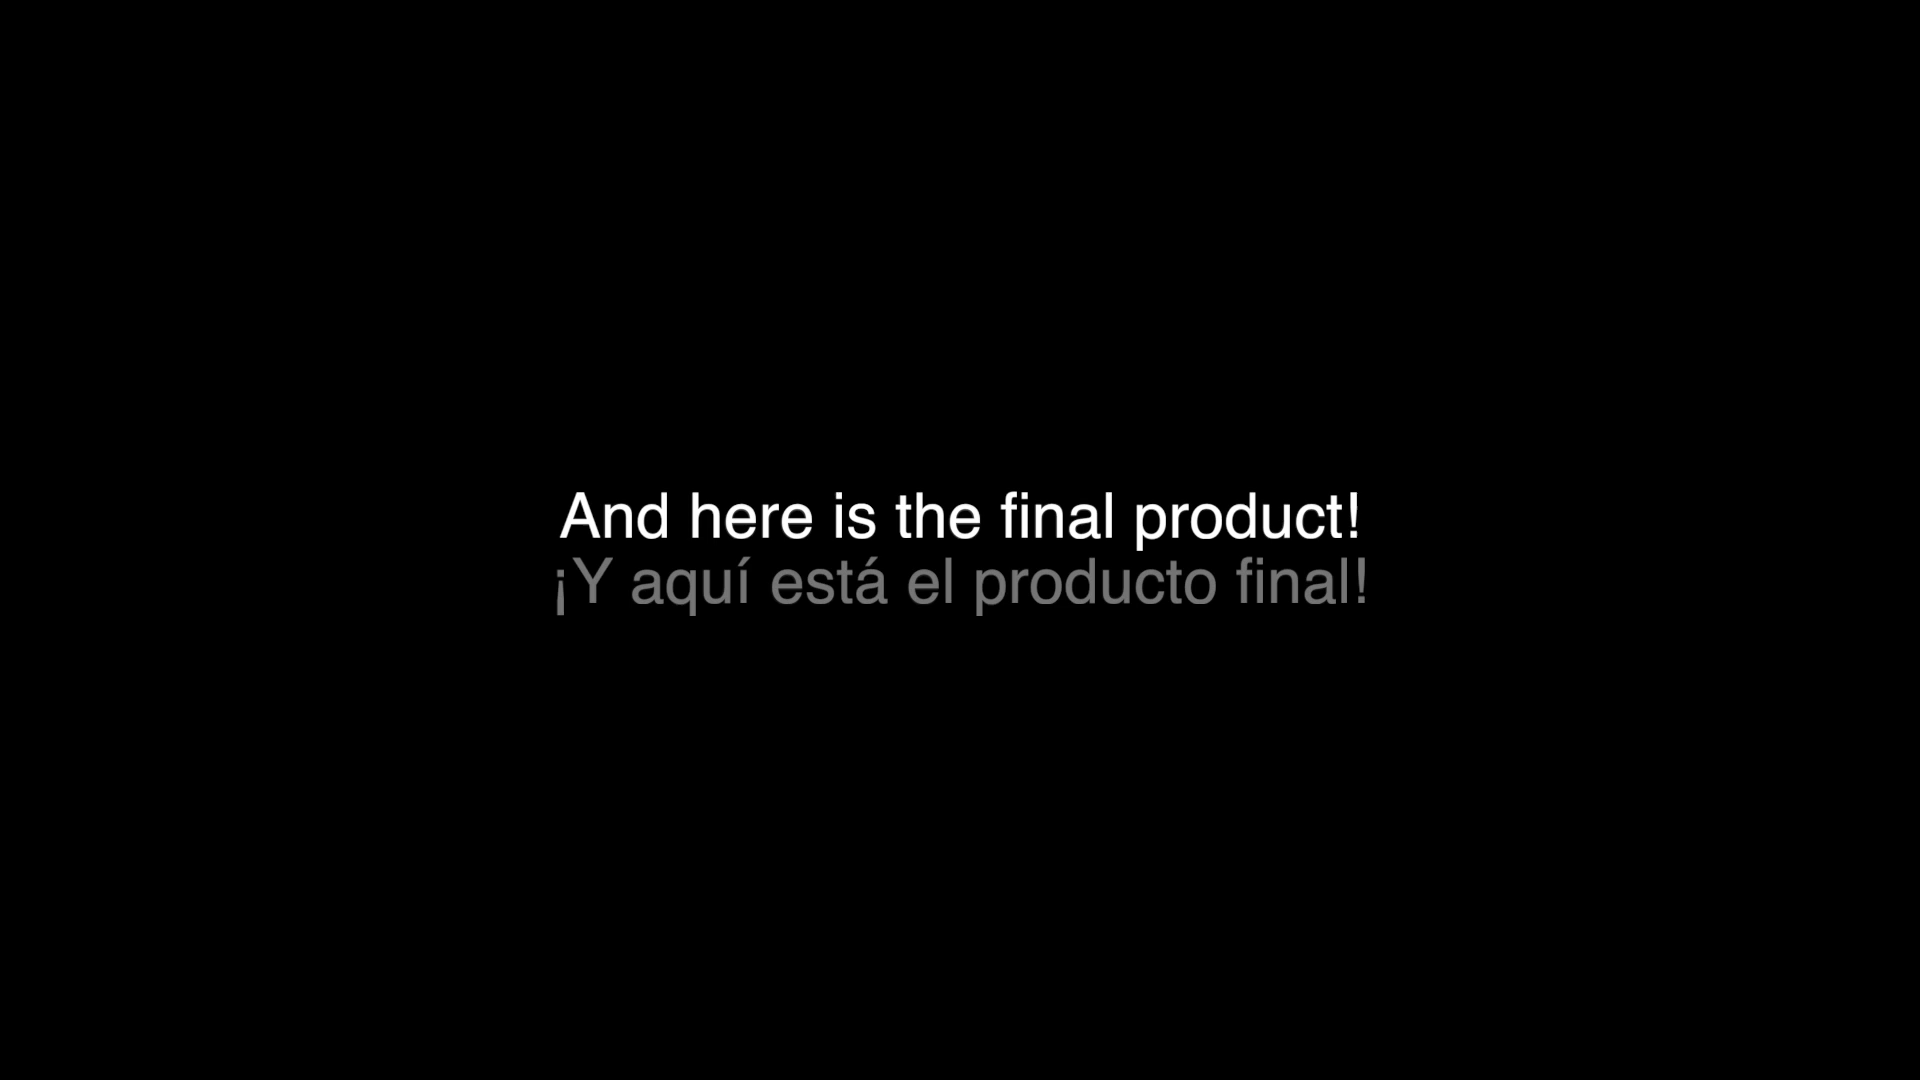 And here is the final product!
¡Y aquí está el producto final!